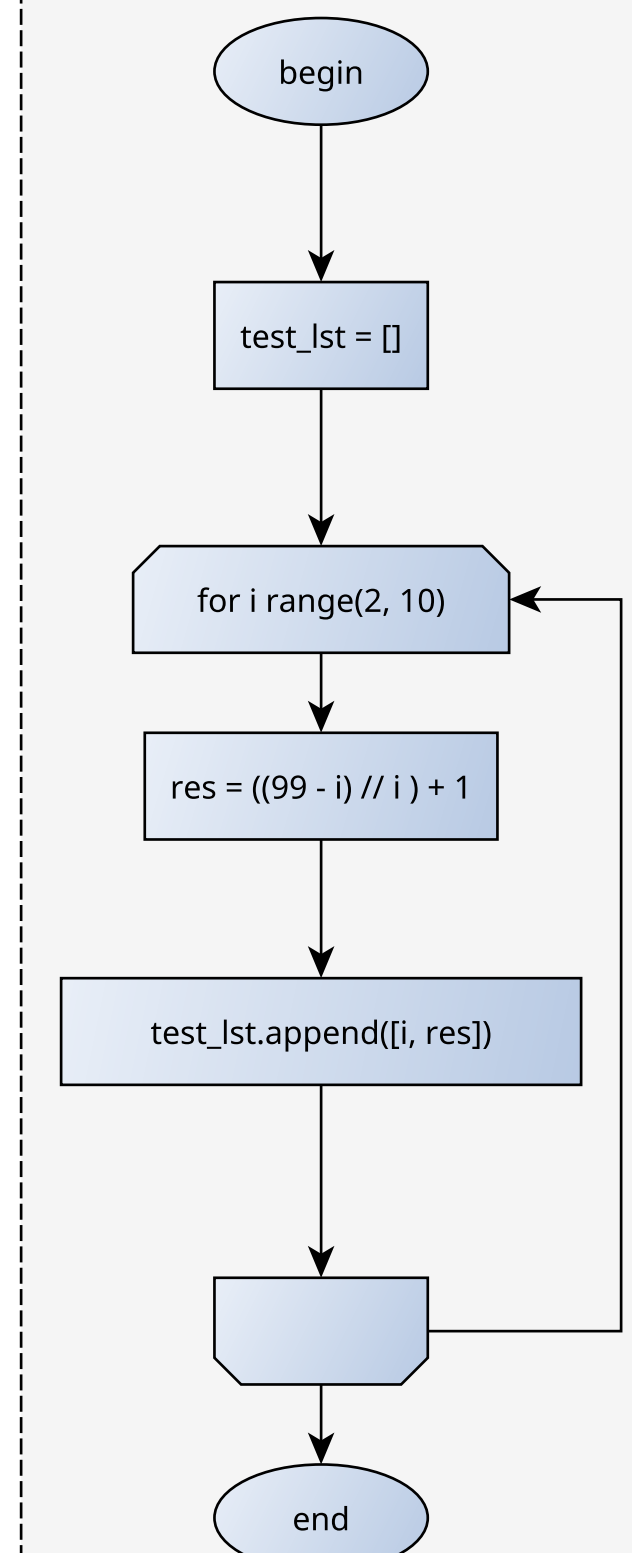 begin
test_lst = []
for i range(2, 10)
res = ((99 - i) // i ) + 1
test_lst.append([i, res])
end